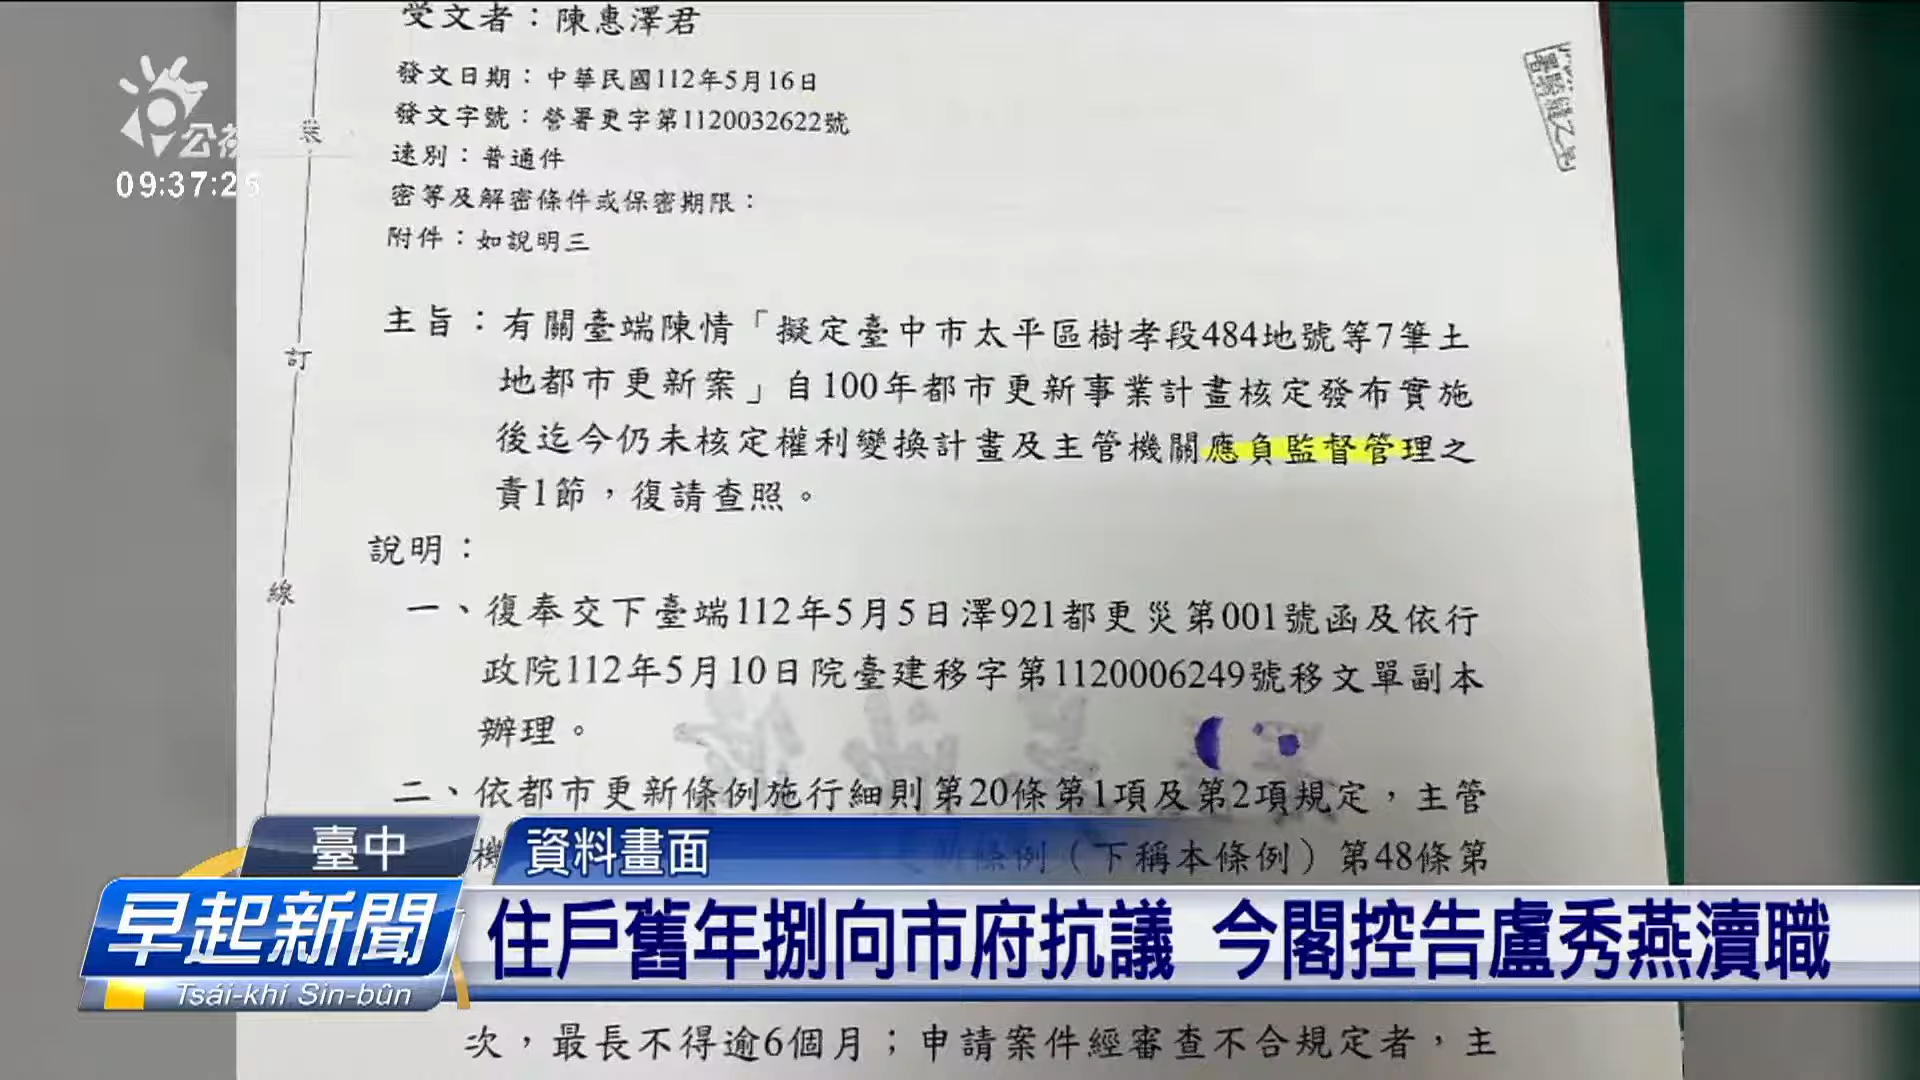 受文者：陳惠澤君
發文日期：中華民國112年5月16日
發文字號：營署更字第1120032622號
速別：普通件
密等及解密條件或保密期限：
附件：如說明三
公視
09:37:25
裝
訂
線
主旨：有關臺端陳情「擬定臺中市太平區樹孝段484地號等7筆土
地都市更新案」自100年都市更新事業計畫核定發布實施
後迄今仍未核定權利變換計畫及主管機關應負監督管理之
責1節，復請查照。
說明：
一、復奉交下臺端112年5月5日澤921都更災第001號函及依行
政院112年5月10日院臺建移字第1120006249號移文單副本
辦理。
二、依都市更新條例施行細則第20條第1項及第2項規定，主管
機 條例（下稱本條例）第48條第
臺中
資料畫面
早起新聞
Tsái-khí Sin-bûn
住戶舊年捌向市府抗議 今閣控告盧秀燕瀆職
次，最長不得逾6個月；申請案件經審查不合規定者，主